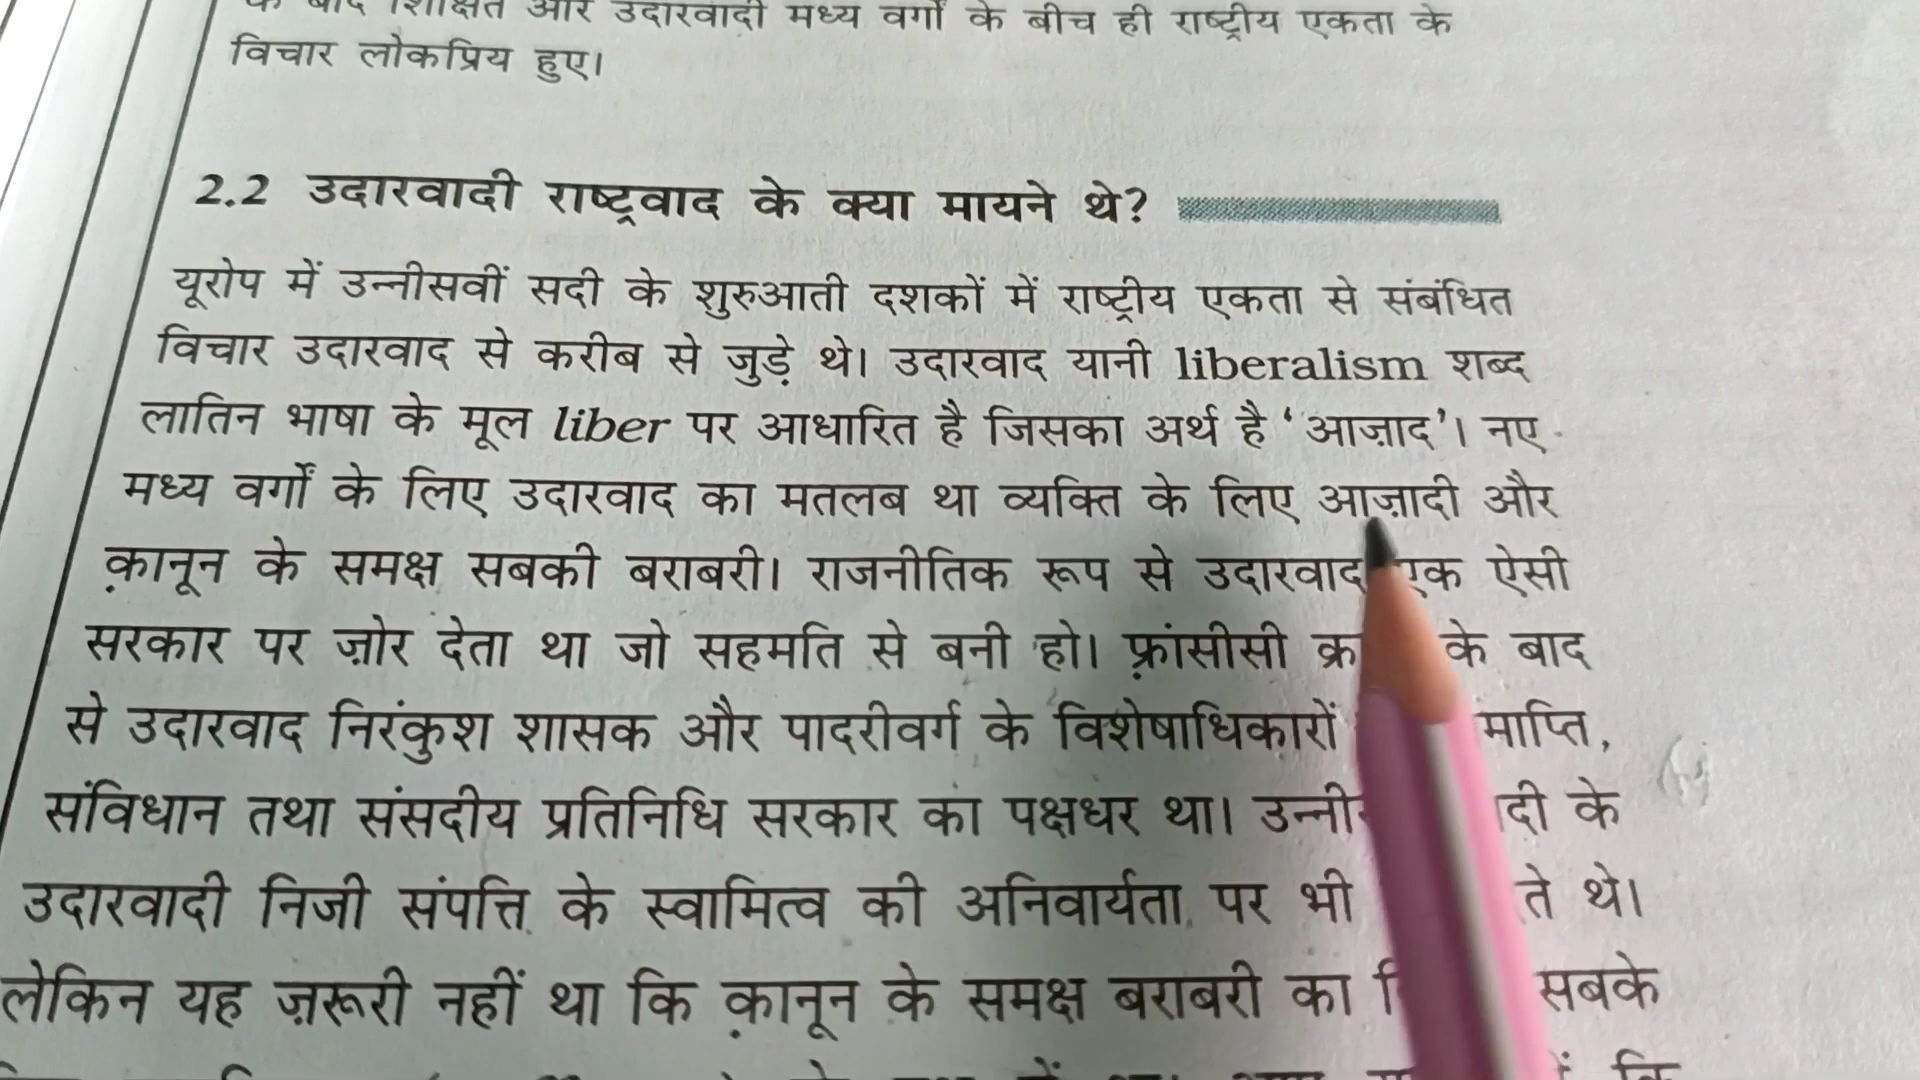 के बाद शिक्षित और उदारवादी मध्य वर्गों के बीच ही राष्ट्रीय एकता के
विचार लोकप्रिय हुए।
2.2 उदारवादी राष्ट्रवाद के क्या मायने थे?
यूरोप में उन्नीसवीं सदी के शुरुआती दशकों में राष्ट्रीय एकता से संबंधित
विचार उदारवाद से करीब से जुड़े थे। उदारवाद यानी liberalism शब्द
लातिन भाषा के मूल liber पर आधारित है जिसका अर्थ है ‘आज़ाद’। नए
मध्य वर्गों के लिए उदारवाद का मतलब था व्यक्ति के लिए आज़ादी और
क़ानून के समक्ष सबकी बराबरी। राजनीतिक रूप से उदारवाद एक ऐसी
सरकार पर ज़ोर देता था जो सहमति से बनी हो। फ़्रांसीसी के बाद
से उदारवाद निरंकुश शासक और पादरीवर्ग के विशेषाधिकारों
संविधान तथा संसदीय प्रतिनिधि सरकार का पक्षधर था। के
उदारवादी निजी संपत्ति के स्वामित्व की अनिवार्यता पर भी थे।
लेकिन यह ज़रूरी नहीं था कि क़ानून के समक्ष बराबरी का सबके